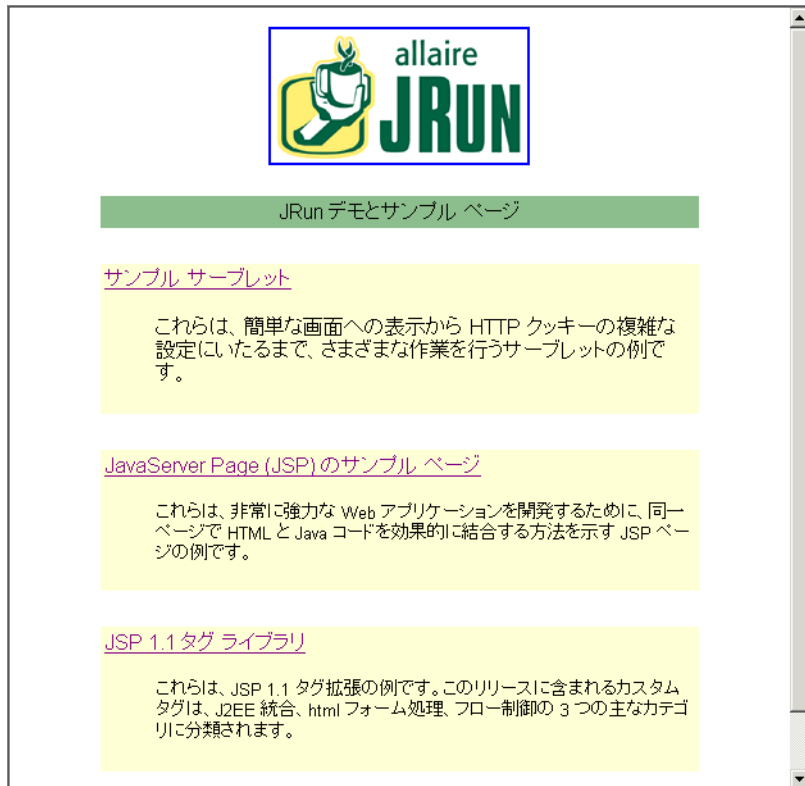 allaire
JRUN
JRun デモとサンプル ページ
サンプル サーブレット
これらは、簡単な画面への表示から HTTP クッキーの複雑な
設定にいたるまで、さまざまな作業を行うサーブレットの例で
す。
JavaServer Page (JSP) のサンプル ページ
これらは、非常に強力な Web アプリケーションを開発するために、同一
ページで HTML と Java コードを効果的に結合する方法を示す JSP ペー
ジの例です。
JSP 1.1 タグ ライブラリ
これらは、JSP 1.1 タグ拡張の例です。このリリースに含まれるカスタム
タグは、J2EE 統合、html フォーム処理、フロー制御の 3 つの主なカテゴ
リに分類されます。